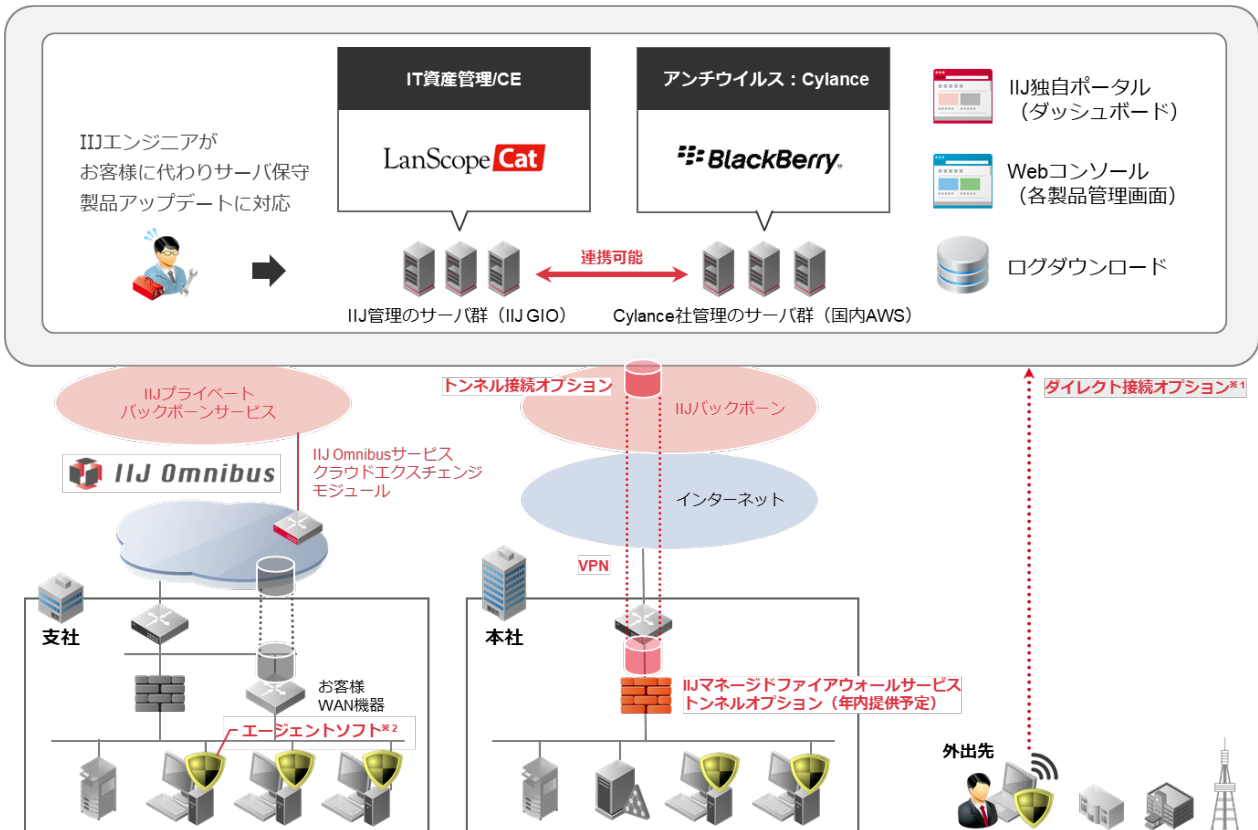 IT資産管理/CE
アンチウイルス：Cylance
IIJエンジニアが
お客様に代わりサーバ保守
製品アップデートに対応
LanScope Cat
BlackBerry
IIJ独自ポータル
（ダッシュボード）
Webコンソール
（各製品管理画面）
ログダウンロード
連携可能
IIJ管理のサーバ群（IIJ GIO）
Cylance社管理のサーバ群（国内AWS）
IIJプライベート
バックボーンサービス
トンネル接続オプション
IIJバックボーン
ダイレクト接続オプション※1
IIJ Omnibus
IIJ Omnibusサービス
クラウドエクスチェンジ
モジュール
インターネット
VPN
支社
本社
お客様
WAN機器
エージェントソフト※2
IIJマネージドファイアウォールサービス
トンネルオプション（年内提供予定）
外出先